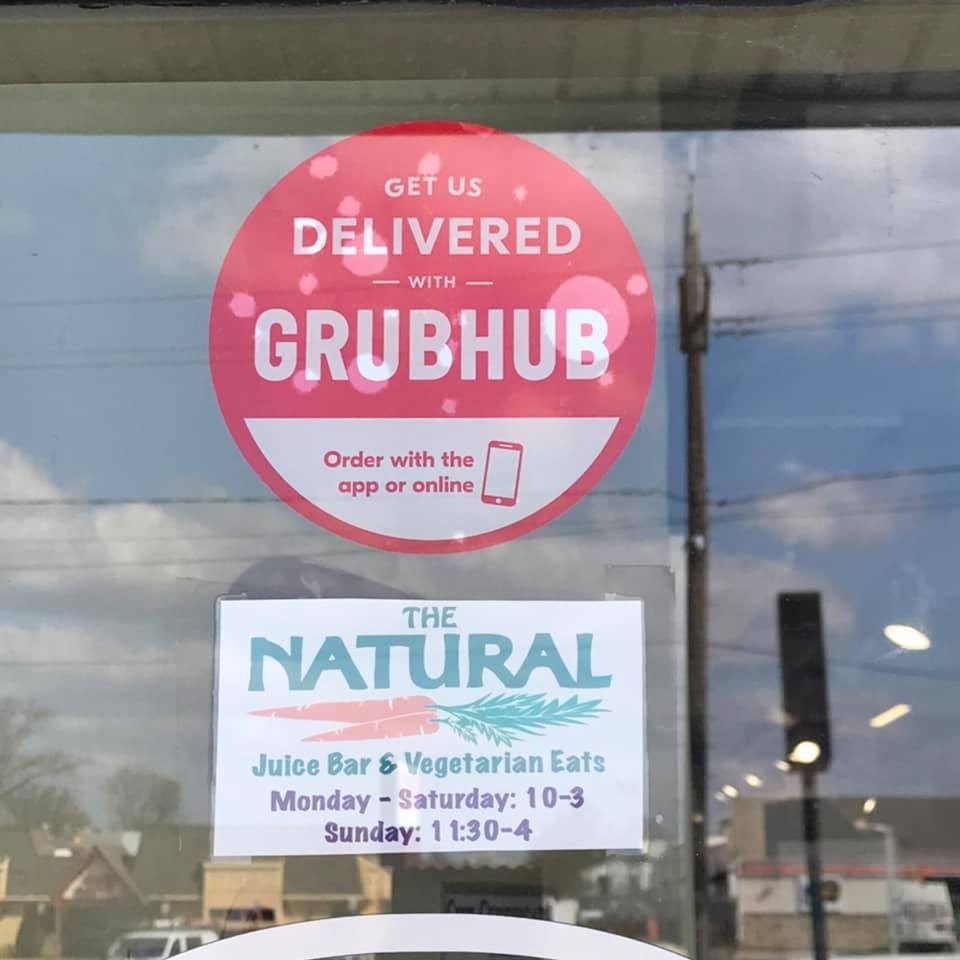 GET US
DELIVERED
WITH
GRUBHUB
Order with the
app or online
THE
NATURAL
Juice Bar & Vegetarian Eats
Monday - Saturday: 10-3
Sunday: 11:30-4